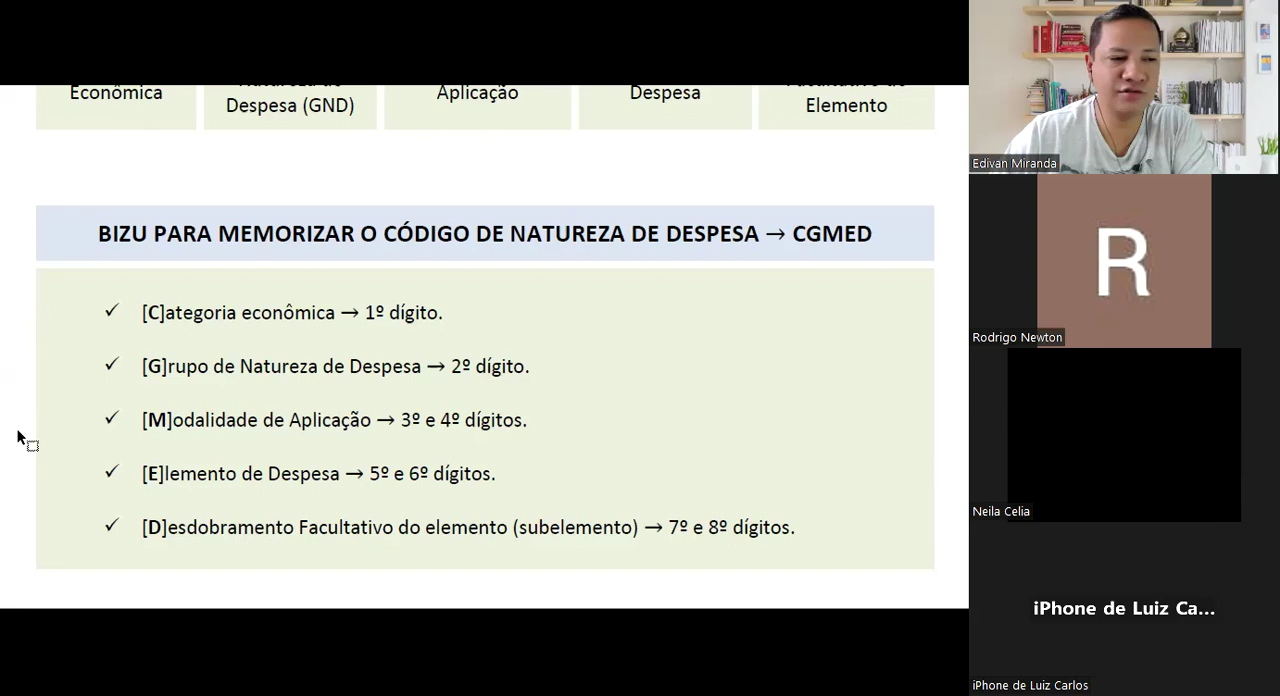 Econômica
Despesa (GND)
Aplicação
Despesa
Elemento
BIZU PARA MEMORIZAR O CÓDIGO DE NATUREZA DE DESPESA → CGMED
✓ [C]ategoria econômica → 1º dígito.
✓ [G]rupo de Natureza de Despesa → 2º dígito.
✓ [M]odalidade de Aplicação → 3º e 4º dígitos.
✓ [E]lemento de Despesa → 5º e 6º dígitos.
✓ [D]esdobramento Facultativo do elemento (subelemento) → 7º e 8º dígitos.
Edivan Miranda
R
Rodrigo Newton
Neila Celia
iPhone de Luiz Ca...
iPhone de Luiz Carlos